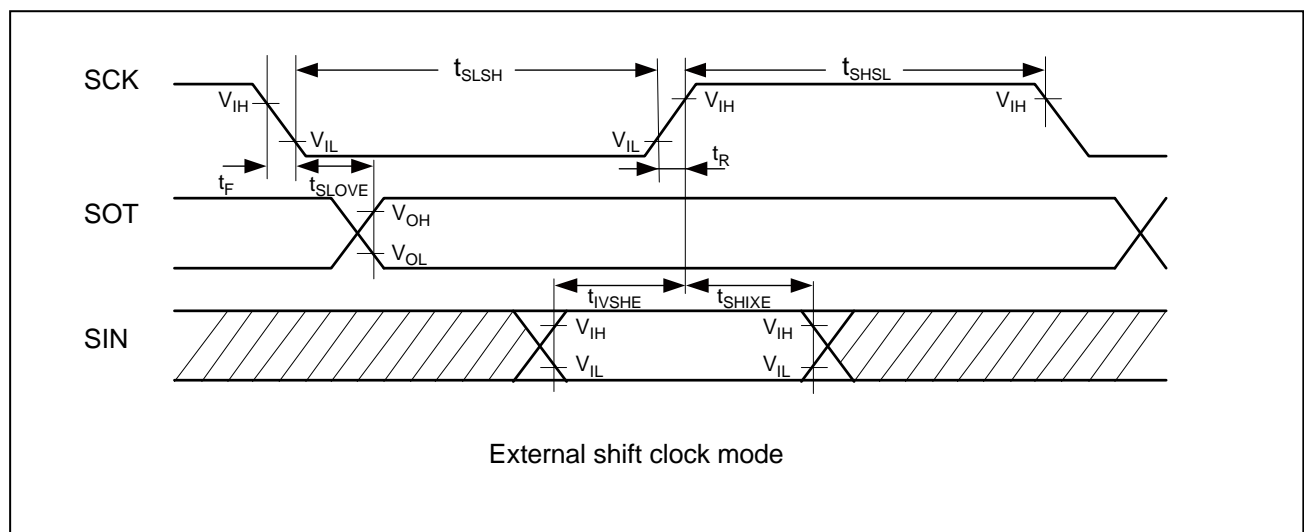 SCK
t_SLSH
t_SHSL
V_IH
V_IH
V_IH
V_IL
V_IL
t_F
t_SLOVE
t_R
SOT
V_OH
V_OL
t_IVSHE
t_SHIXE
SIN
V_IH
V_IH
V_IL
V_IL
External shift clock mode